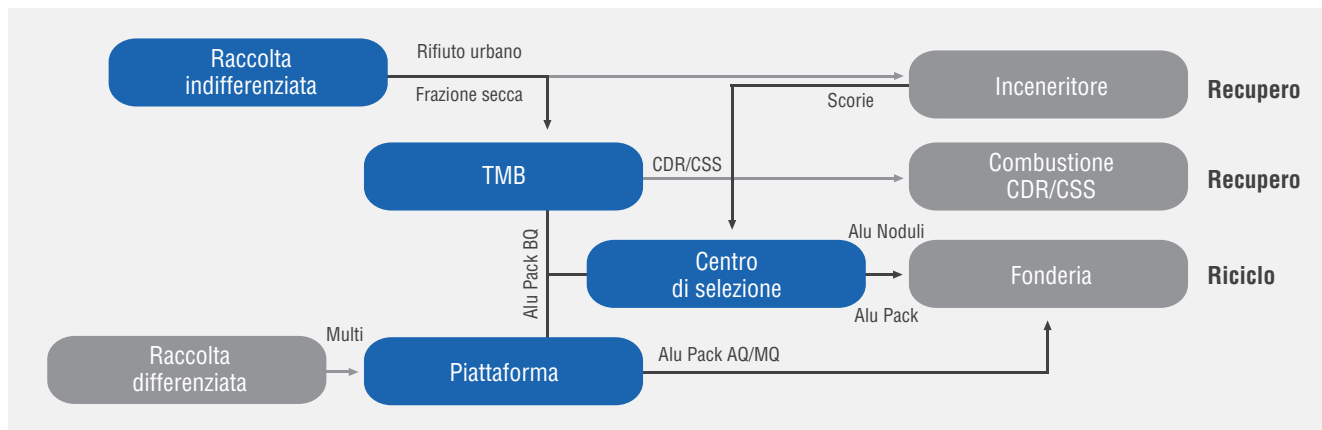 Raccolta
indifferenziata
Rifiuto urbano
Frazione secca
Scorie
Inceneritore
Recupero
TMB
CDR/CSS
Combustione
CDR/CSS
Recupero
Alu Pack BQ
Centro
di selezione
Alu Noduli
Alu Pack
Fonderia
Riciclo
Raccolta
differenziata
Multi
Piattaforma
Alu Pack AQ/MQ